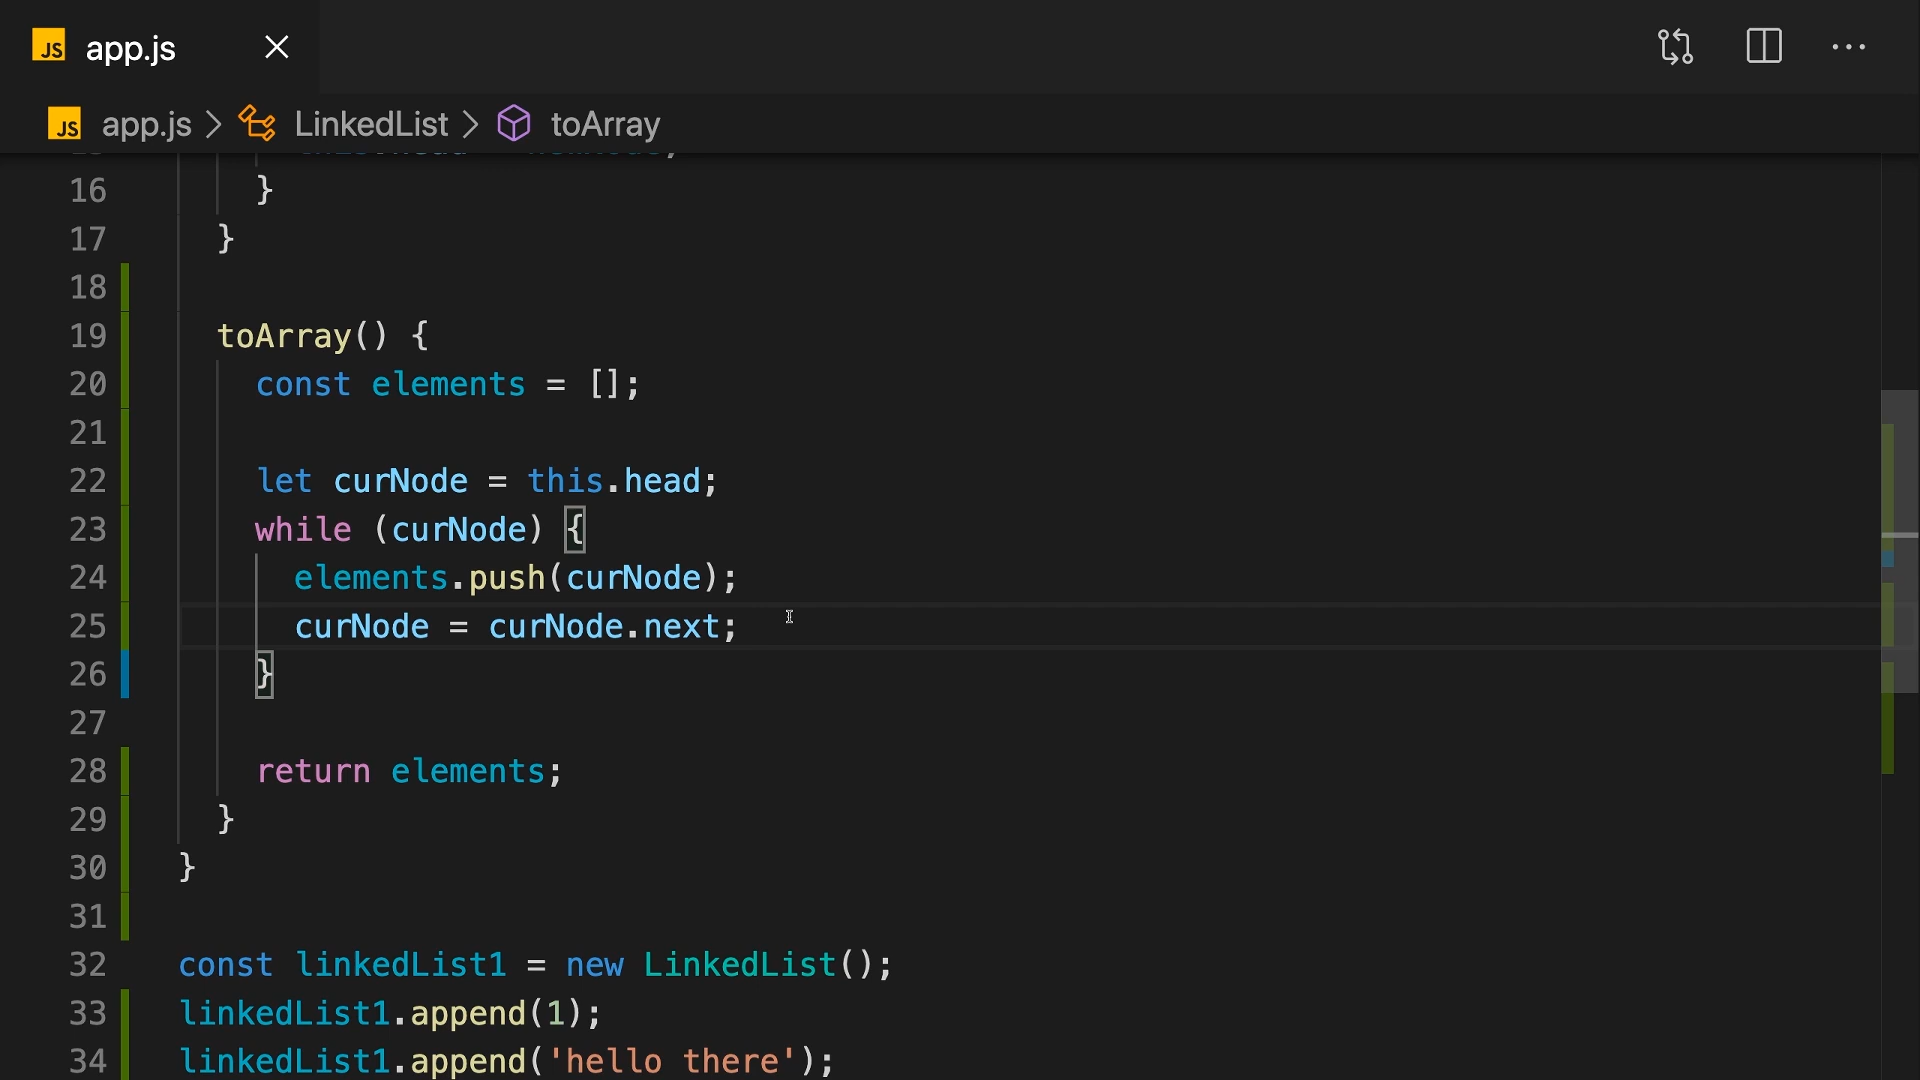 JS app.js
JS app.js > LinkedList > toArray
16 }
17 }
18
19 toArray() {
20 const elements = [];
21
22 let curNode = this.head;
23 while (curNode) {
24 elements.push(curNode);
25 curNode = curNode.next;
26 }
27
28 return elements;
29 }
30 }
31
32 const linkedList1 = new LinkedList();
33 linkedList1.append(1);
34 linkedList1.append('hello there');